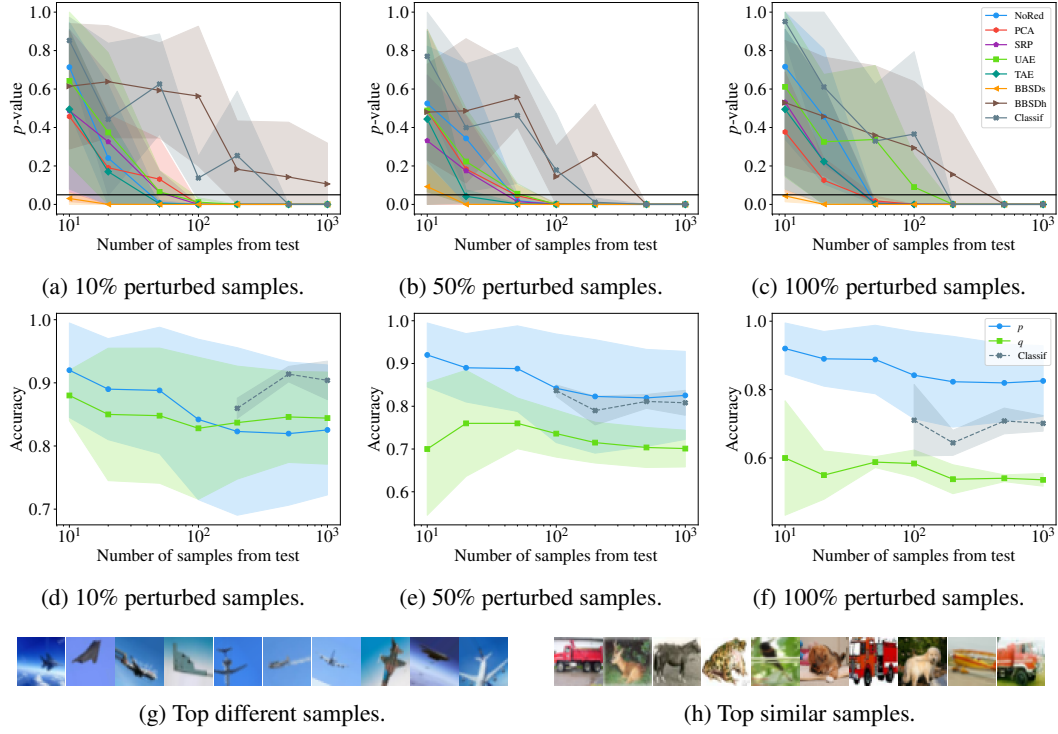 1.0
0.8
0.6
0.4
0.2
0.0
p-value
10¹ 10² 10³
Number of samples from test
(a) 10% perturbed samples.
1.0
0.8
0.6
0.4
0.2
0.0
p-value
10¹ 10² 10³
Number of samples from test
(b) 50% perturbed samples.
1.0
0.8
0.6
0.4
0.2
0.0
p-value
NoRed
PCA
SRP
UAE
TAE
BBSDs
BBSDh
Classif
10¹ 10² 10³
Number of samples from test
(c) 100% perturbed samples.
1.0
0.9
0.8
0.7
Accuracy
10¹ 10² 10³
Number of samples from test
(d) 10% perturbed samples.
1.0
0.9
0.8
0.7
0.6
Accuracy
10¹ 10² 10³
Number of samples from test
(e) 50% perturbed samples.
1.0
0.8
0.6
Accuracy
p
q
Classif
10¹ 10² 10³
Number of samples from test
(f) 100% perturbed samples.
(g) Top different samples.
(h) Top similar samples.